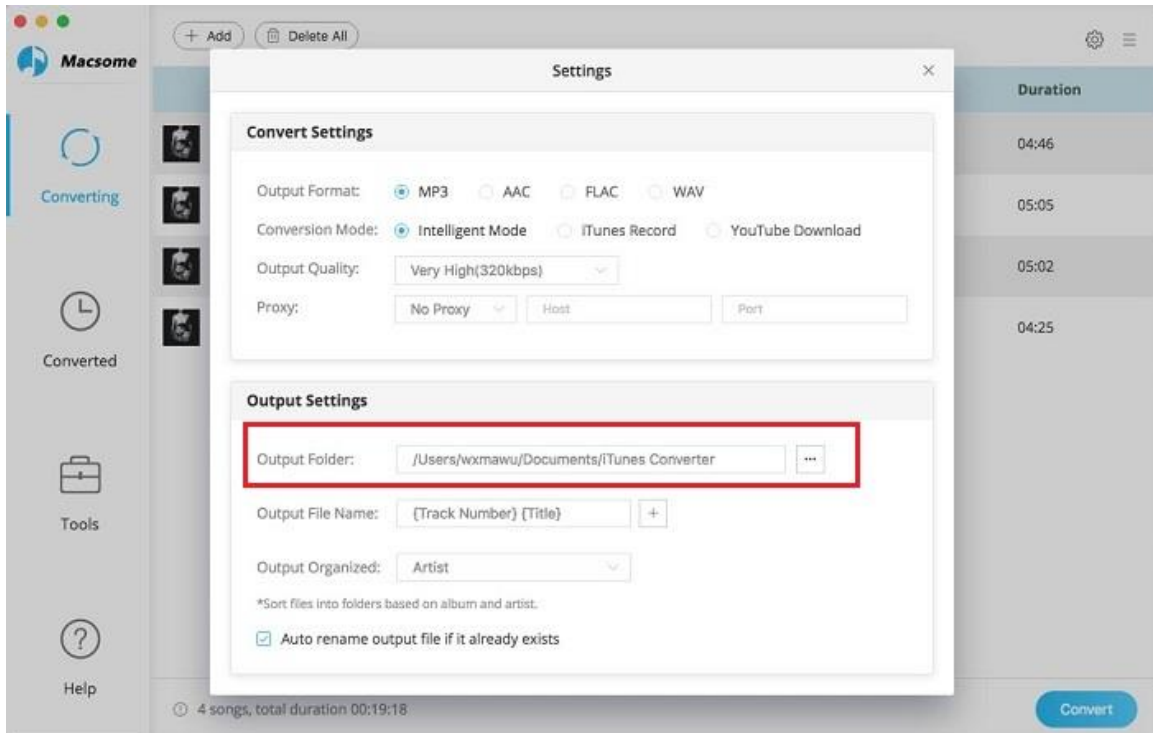 Add
Delete All
Macsome
Settings
Duration
Convert Settings
04:46
Output Format: MP3 AAC FLAC WAV
Converting
05:05
Conversion Mode: Intelligent Mode iTunes Record YouTube Download
Output Quality: Very High(320kbps)
05:02
Proxy: No Proxy Host Port
04:25
Converted
Output Settings
Output Folder: /Users/wxmawu/Documents/iTunes Converter ...
Output File Name: {Track Number} {Title} +
Tools
Output Organized: Artist
*Sort files into folders based on album and artist.
Auto rename output file if it already exists
Help
4 songs, total duration 00:19:18
Convert